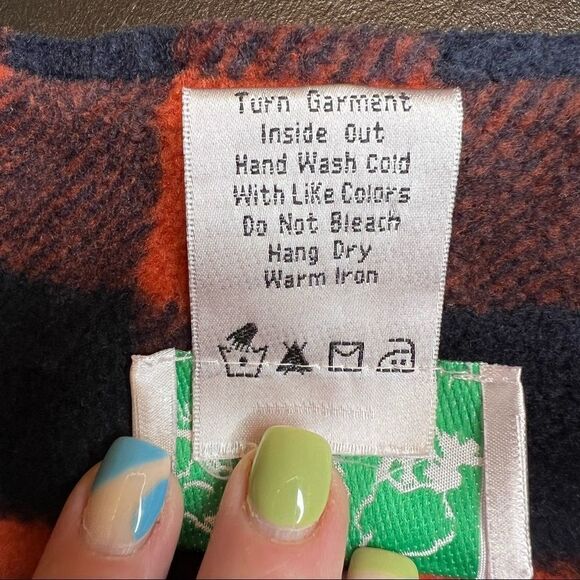 Turn Garment
Inside Out
Hand Wash Cold
With Like Colors
Do Not Bleach
Hang Dry
Warm Iron